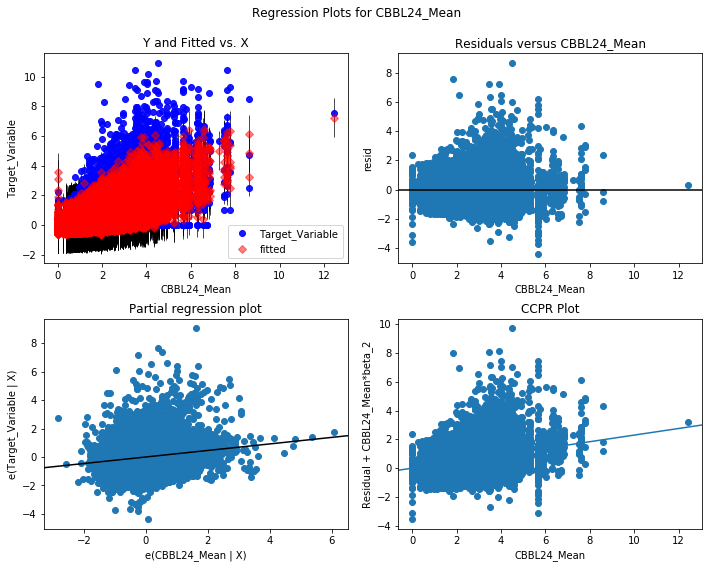 Regression Plots for CBBL24_Mean
Y and Fitted vs. X
Target_Variable
10
8
6
4
2
0
−2
0 2 4 6 8 10 12
CBBL24_Mean
Target_Variable
fitted
Residuals versus CBBL24_Mean
resid
8
6
4
2
0
−2
−4
0 2 4 6 8 10 12
CBBL24_Mean
Partial regression plot
e(Target_Variable | X)
8
6
4
2
0
−2
−4
−2 0 2 4 6
e(CBBL24_Mean | X)
CCPR Plot
Residual + CBBL24_Mean*beta_2
10
8
6
4
2
0
−2
−4
0 2 4 6 8 10 12
CBBL24_Mean